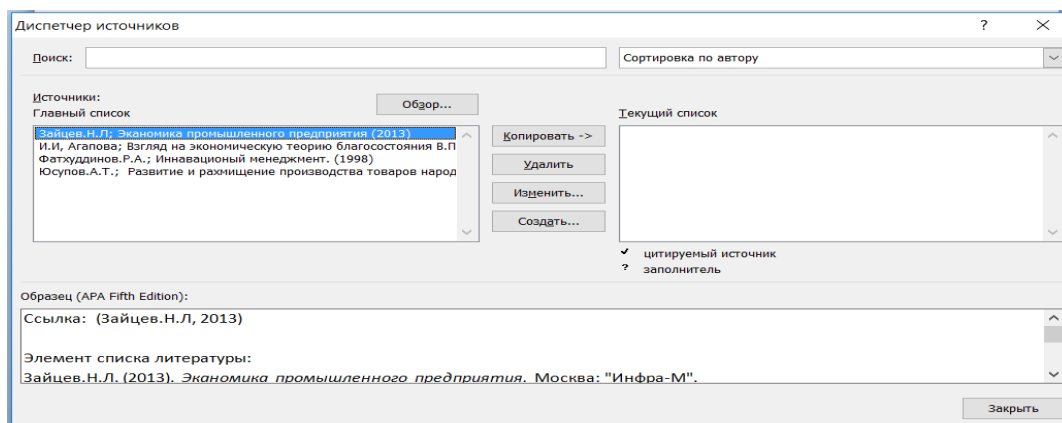 Диспетчер источников
?
Поиск:
Сортировка по автору
Источники:
Главный список
Обзор...
Текущий список
Зайцев.Н.Л; Экaномика промышленного предприятия (2013)
И.И, Агапова; Взгляд на экономическую теорию благосостояния В.П
Фатхуддинов.Р.А.; Иннавационый менеджмент. (1998)
Юсупов.А.Т.; Развитие и рахмищение производства товаров народ
Копировать ->
Удалить
Изменить...
Создать...
✓ цитируемый источник
? заполнитель
Образец (APA Fifth Edition):
Ссылка: (Зайцев.Н.Л, 2013)
Элемент списка литературы:
Зайцев.Н.Л. (2013). Эканомика промышленного предприятия. Москва: "Инфра-М".
Закрыть